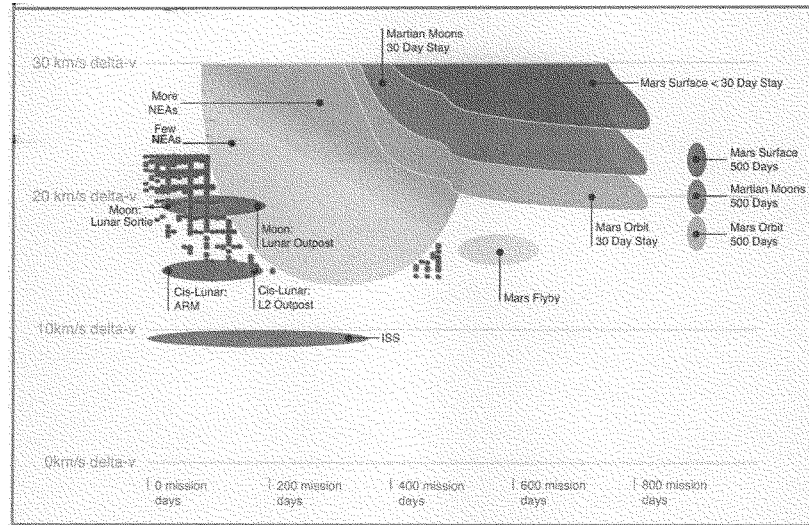 Martian Moons
30 Day Stay
30 km/s delta-v
Mars Surface < 30 Day Stay
More
NEAs
Few
NEAs
Mars Surface
500 Days
20 km/s delta-v
Martian Moons
500 Days
Moon:
Lunar Sortie
Moon:
Lunar Outpost
Mars Orbit
30 Day Stay
Mars Orbit
500 Days
Cis-Lunar:
ARM
Cis-Lunar:
L2 Outpost
Mars Flyby
10km/s delta-v
ISS
0km/s delta-v
0 mission
days
200 mission
days
400 mission
days
600 mission
days
800 mission
days